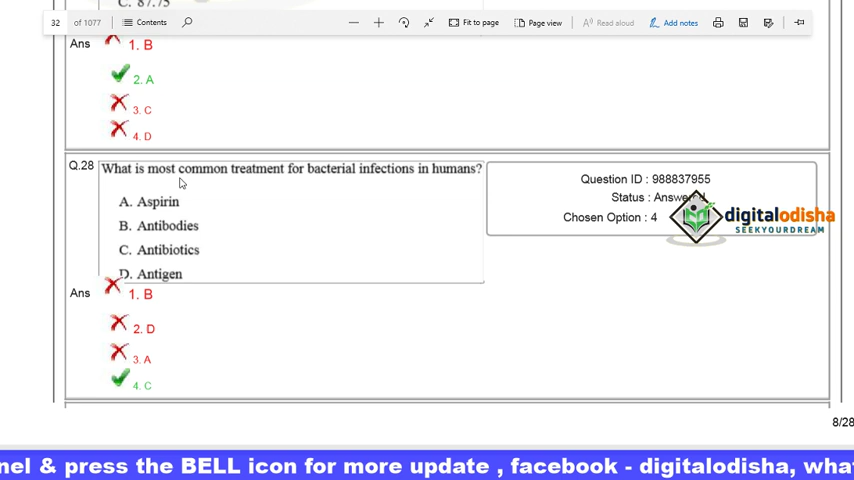 C. 87.75
32 of 1077 Contents Fit to page Page view Read aloud Add notes
Ans 1. B
2. A
3. C
4. D
Q.28 What is most common treatment for bacterial infections in humans?
A. Aspirin
B. Antibodies
C. Antibiotics
D. Antigen
Question ID : 988837955
Status :
Chosen Option : 4
digitalodisha
SEEKYOURDREAM
Ans 1. B
2. D
3. A
4. C
8/28
nel & press the BELL icon for more update , facebook - digitalodisha, wha